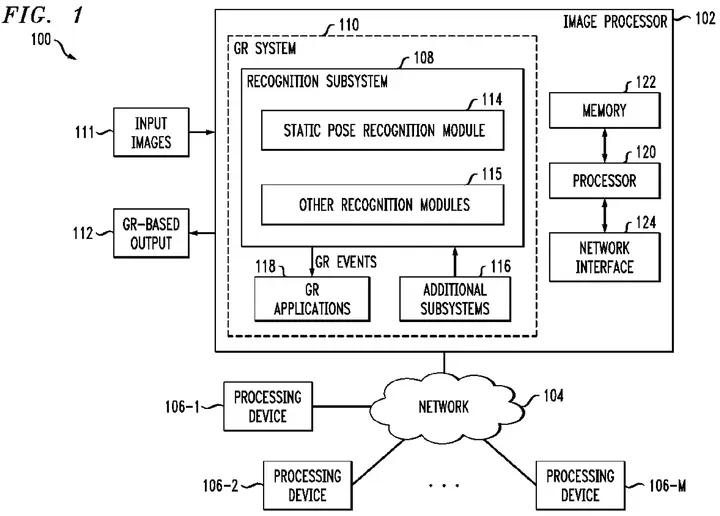 FIG. 1
100
110
IMAGE PROCESSOR
102
GR SYSTEM
108
RECOGNITION SUBSYSTEM
114
STATIC POSE RECOGNITION MODULE
115
OTHER RECOGNITION MODULES
111
INPUT
IMAGES
112
GR-BASED
OUTPUT
122
MEMORY
120
PROCESSOR
124
NETWORK
INTERFACE
GR EVENTS
118
GR
APPLICATIONS
116
ADDITIONAL
SUBSYSTEMS
NETWORK
104
106-1
PROCESSING
DEVICE
106-2
PROCESSING
DEVICE
. . .
PROCESSING
DEVICE
106-M